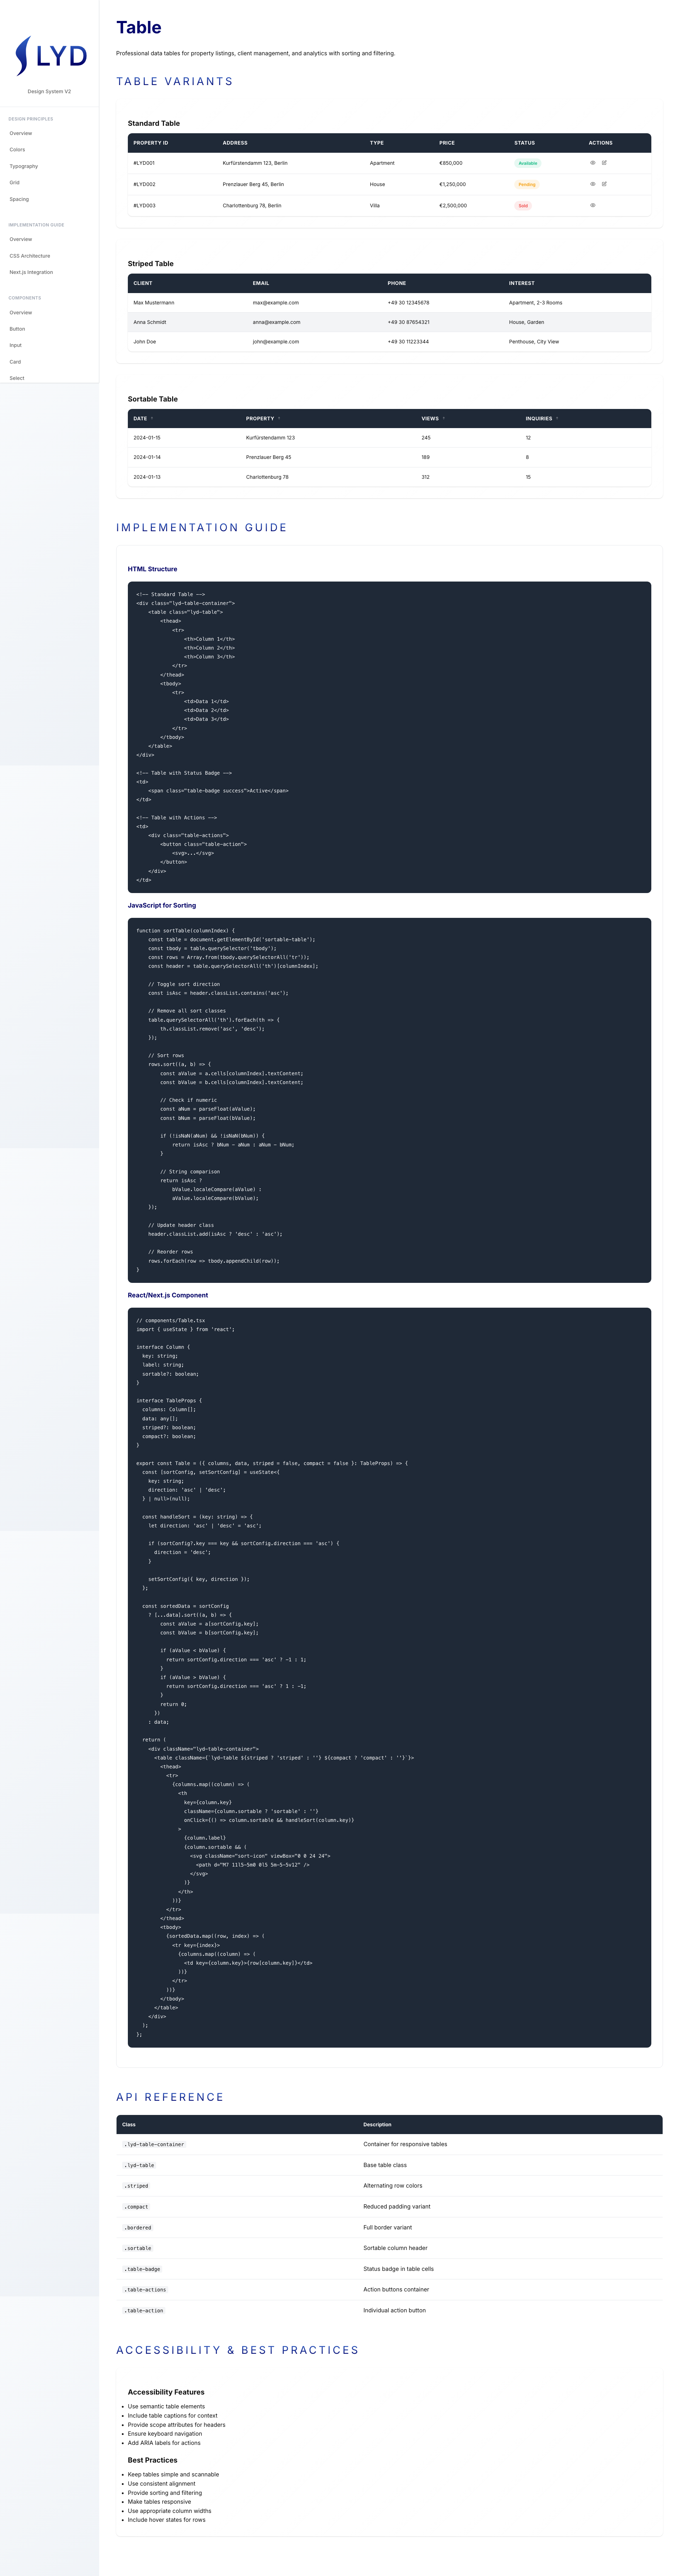 LYD
Design System V2
DESIGN PRINCIPLES
Overview
Colors
Typography
Grid
Spacing
IMPLEMENTATION GUIDE
Overview
CSS Architecture
Next.js Integration
COMPONENTS
Overview
Button
Input
Card
Select
Table
Professional data tables for property listings, client management, and analytics with sorting and filtering.
TABLE VARIANTS
Standard Table
PROPERTY ID ADDRESS TYPE PRICE STATUS ACTIONS
#LYD001 Kurfürstendamm 123, Berlin Apartment €850,000 Available
#LYD002 Prenzlauer Berg 45, Berlin House €1,250,000 Pending
#LYD003 Charlottenburg 78, Berlin Villa €2,500,000 Sold
Striped Table
CLIENT EMAIL PHONE INTEREST
Max Mustermann max@example.com +49 30 12345678 Apartment, 2-3 Rooms
Anna Schmidt anna@example.com +49 30 87654321 House, Garden
John Doe john@example.com +49 30 11223344 Penthouse, City View
Sortable Table
DATE PROPERTY VIEWS INQUIRIES
2024-01-15 Kurfürstendamm 123 245 12
2024-01-14 Prenzlauer Berg 45 189 8
2024-01-13 Charlottenburg 78 312 15
IMPLEMENTATION GUIDE
HTML Structure
<!-- Standard Table -->
<div class="lyd-table-container">
<table class="lyd-table">
<thead>
<tr>
<th>Column 1</th>
<th>Column 2</th>
<th>Column 3</th>
</tr>
</thead>
<tbody>
<tr>
<td>Data 1</td>
<td>Data 2</td>
<td>Data 3</td>
</tr>
</tbody>
</table>
</div>
<!-- Table with Status Badge -->
<td>
<span class="table-badge success">Active</span>
</td>
<!-- Table with Actions -->
<td>
<div class="table-actions">
<button class="table-action">
<svg>...</svg>
</button>
</div>
</td>
JavaScript for Sorting
function sortTable(columnIndex) {
const table = document.getElementById('sortable-table');
const tbody = table.querySelector('tbody');
const rows = Array.from(tbody.querySelectorAll('tr'));
const header = table.querySelectorAll('th')[columnIndex];
// Toggle sort direction
const isAsc = header.classList.contains('asc');
// Remove all sort classes
table.querySelectorAll('th').forEach(th => {
th.classList.remove('asc', 'desc');
});
// Sort rows
rows.sort((a, b) => {
const aValue = a.cells[columnIndex].textContent;
const bValue = b.cells[columnIndex].textContent;
// Check if numeric
const aNum = parseFloat(aValue);
const bNum = parseFloat(bValue);
if (!isNaN(aNum) && !isNaN(bNum)) {
return isAsc ? bNum - aNum : aNum - bNum;
}
// String comparison
return isAsc ?
bValue.localeCompare(aValue) :
aValue.localeCompare(bValue);
});
// Update header class
header.classList.add(isAsc ? 'desc' : 'asc');
// Reorder rows
rows.forEach(row => tbody.appendChild(row));
}
React/Next.js Component
// components/Table.tsx
import { useState } from 'react';
interface Column {
key: string;
label: string;
sortable?: boolean;
}
interface TableProps {
columns: Column[];
data: any[];
striped?: boolean;
compact?: boolean;
}
export const Table = ({ columns, data, striped = false, compact = false }: TableProps) => {
const [sortConfig, setSortConfig] = useState<{
key: string;
direction: 'asc' | 'desc';
} | null>(null);
const handleSort = (key: string) => {
let direction: 'asc' | 'desc' = 'asc';
if (sortConfig?.key === key && sortConfig.direction === 'asc') {
direction = 'desc';
}
setSortConfig({ key, direction });
};
const sortedData = sortConfig
? [...data].sort((a, b) => {
const aValue = a[sortConfig.key];
const bValue = b[sortConfig.key];
if (aValue < bValue) {
return sortConfig.direction === 'asc' ? -1 : 1;
}
if (aValue > bValue) {
return sortConfig.direction === 'asc' ? 1 : -1;
}
return 0;
})
: data;
return (
<div className="lyd-table-container">
<table className={`lyd-table ${striped ? 'striped' : ''} ${compact ? 'compact' : ''}`}>
<thead>
<tr>
{columns.map((column) => (
<th
key={column.key}
className={column.sortable ? 'sortable' : ''}
onClick={() => column.sortable && handleSort(column.key)}
>
{column.label}
{column.sortable && (
<svg className="sort-icon" viewBox="0 0 24 24">
<path d="M7 11l5-5m0 0l5 5m-5-5v12" />
</svg>
)}
</th>
))}
</tr>
</thead>
<tbody>
{sortedData.map((row, index) => (
<tr key={index}>
{columns.map((column) => (
<td key={column.key}>{row[column.key]}</td>
))}
</tr>
))}
</tbody>
</table>
</div>
);
};
API REFERENCE
Class Description
.lyd-table-container Container for responsive tables
.lyd-table Base table class
.striped Alternating row colors
.compact Reduced padding variant
.bordered Full border variant
.sortable Sortable column header
.table-badge Status badge in table cells
.table-actions Action buttons container
.table-action Individual action button
ACCESSIBILITY & BEST PRACTICES
Accessibility Features
• Use semantic table elements
• Include table captions for context
• Provide scope attributes for headers
• Ensure keyboard navigation
• Add ARIA labels for actions
Best Practices
• Keep tables simple and scannable
• Use consistent alignment
• Provide sorting and filtering
• Make tables responsive
• Use appropriate column widths
• Include hover states for rows